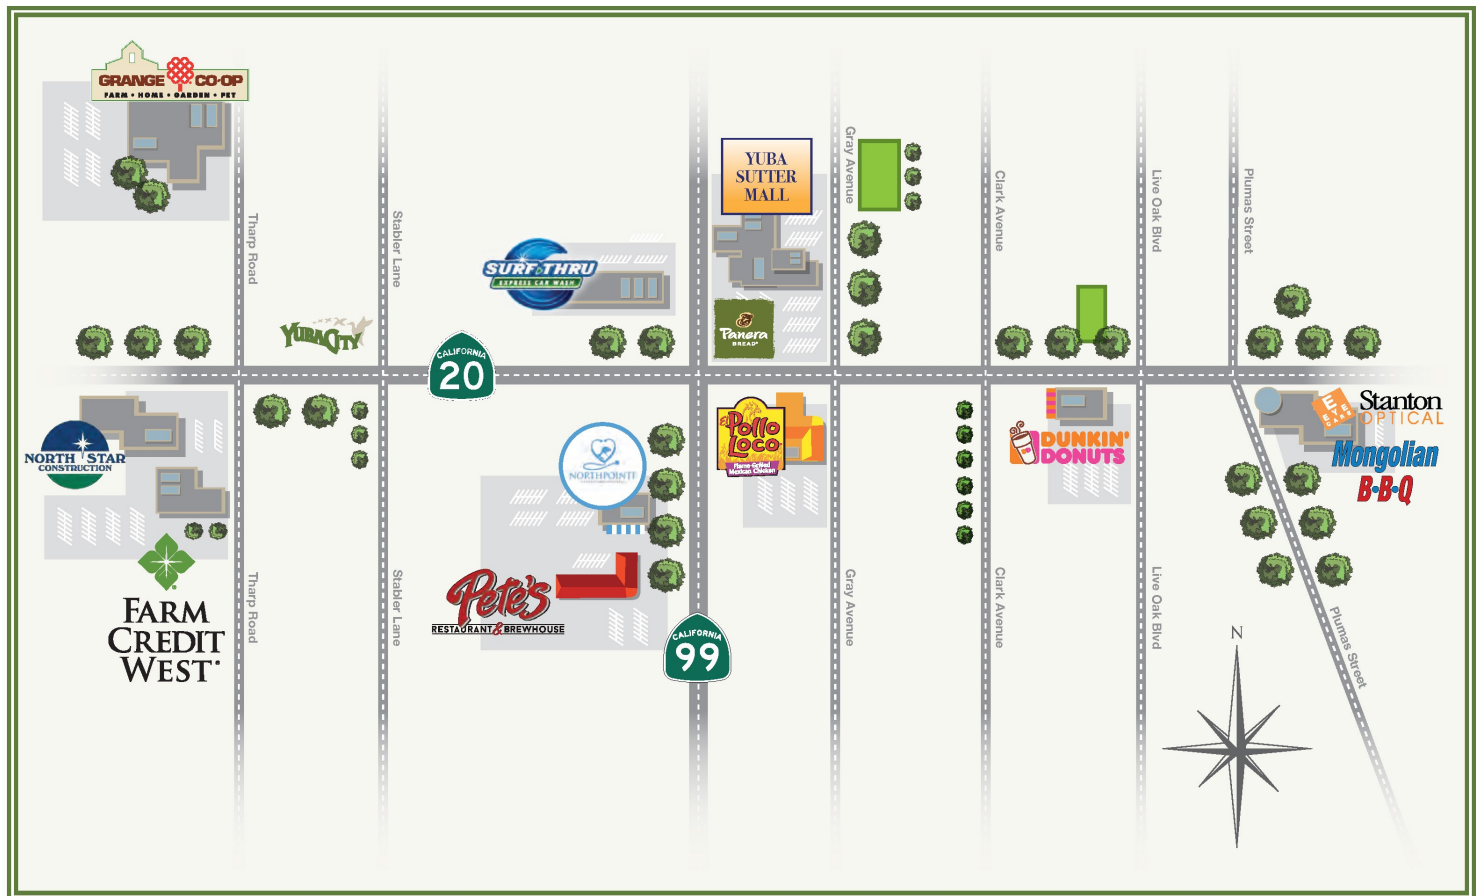 GRANGE CO·OP
FARM • HOME • GARDEN • PET
YUBA
SUTTER
MALL
Gray Avenue
Clark Avenue
Live Oak Blvd
Plumas Street
Tharp Road
Stabler Lane
SURF THRU
EXPRESS CAR WASH
YUBA CITY
Panera
BREAD®
CALIFORNIA
20
NORTH STAR
CONSTRUCTION
NORTHPOINTE
El Pollo
Loco
Flame-Grilled
Mexican Chicken
DUNKIN'
DONUTS
Stanton
OPTICAL
Mongolian
B·B·Q
FARM
CREDIT
WEST®
Tharp Road
Stabler Lane
Pete's
RESTAURANT & BREWHOUSE
CALIFORNIA
99
Gray Avenue
Clark Avenue
Live Oak Blvd
Plumas Street
N